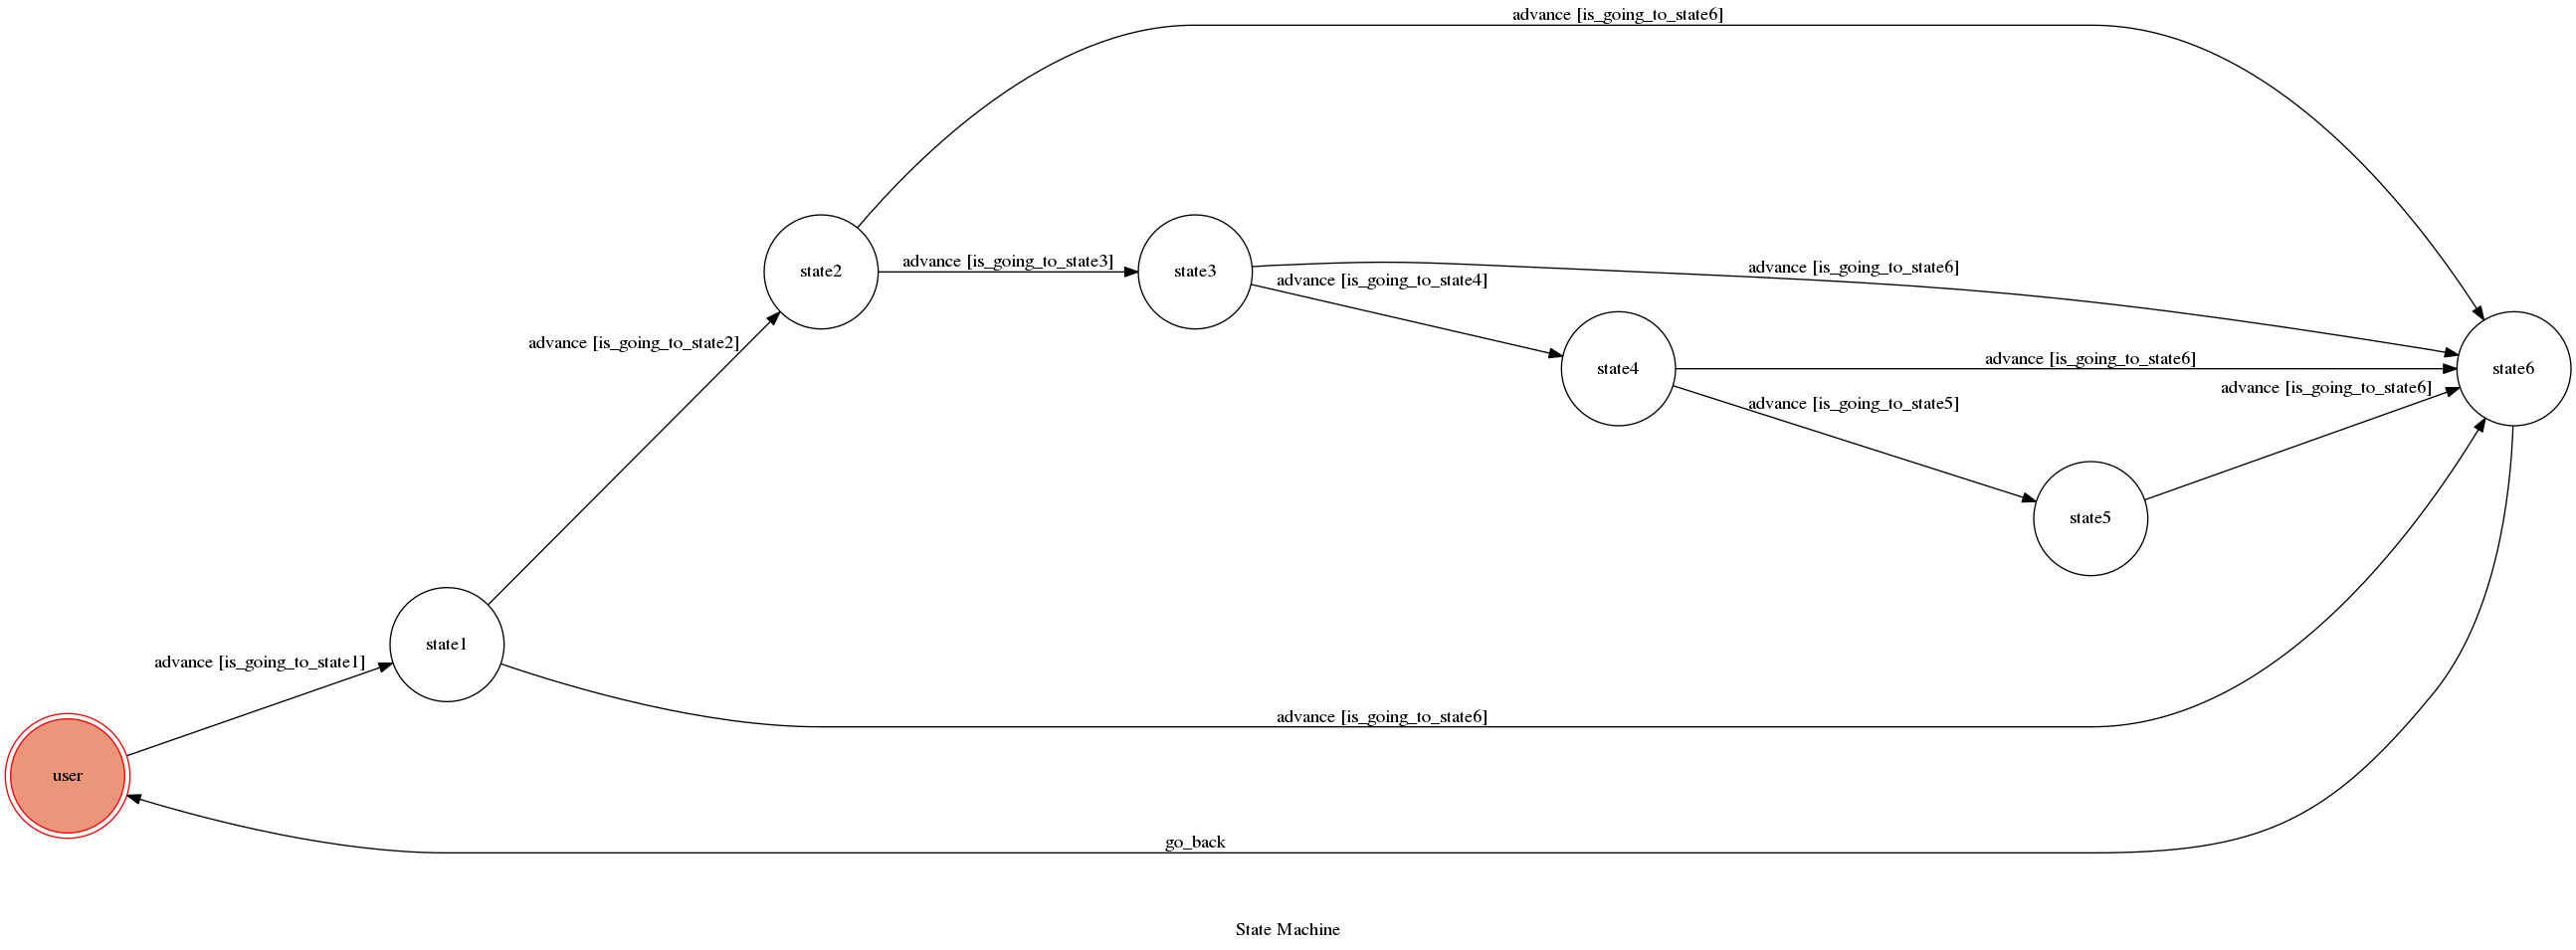 advance [is_going_to_state6]
state2
advance [is_going_to_state3]
state3
advance [is_going_to_state6]
advance [is_going_to_state4]
advance [is_going_to_state2]
state4
advance [is_going_to_state6]
state6
advance [is_going_to_state6]
advance [is_going_to_state5]
state5
state1
advance [is_going_to_state1]
advance [is_going_to_state6]
user
go_back
State Machine